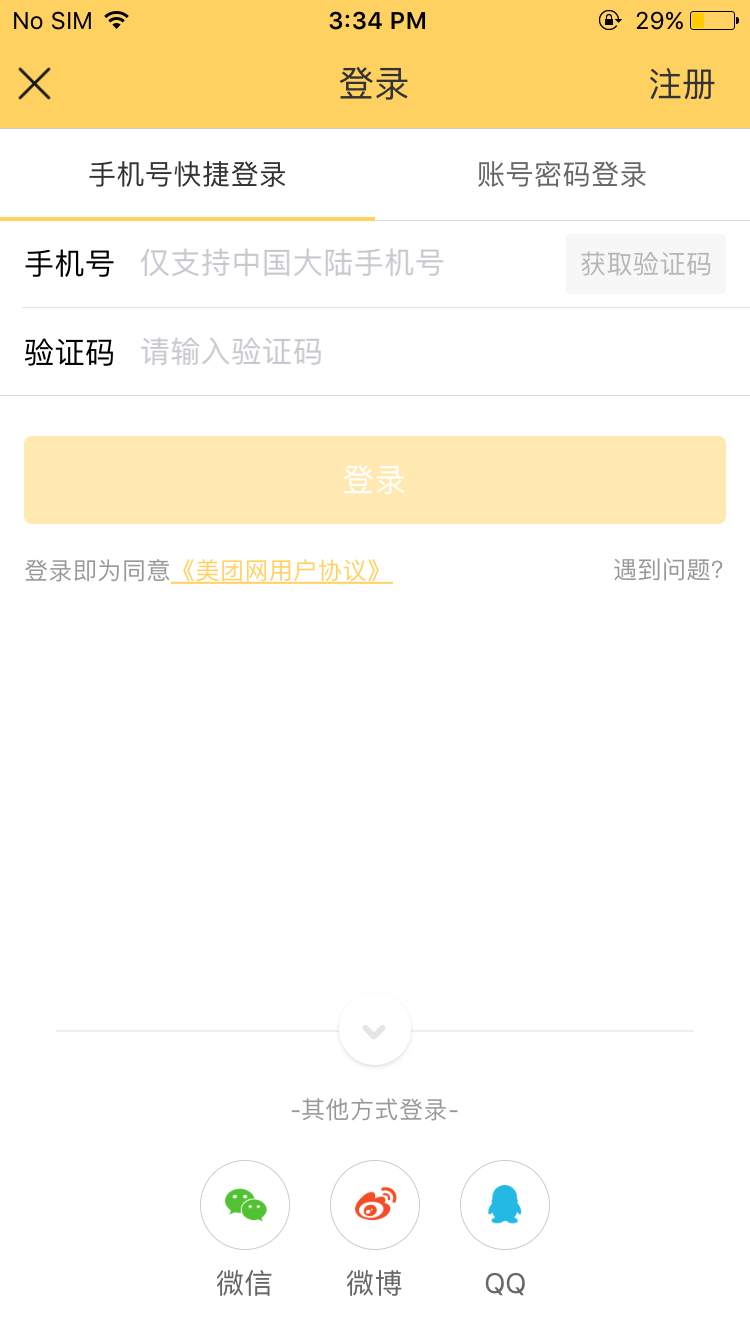 No SIM 3:34 PM 29%
登录 注册
手机号快捷登录 账号密码登录
手机号 仅支持中国大陆手机号 获取验证码
验证码 请输入验证码
登录
登录即为同意《美团网用户协议》 遇到问题?
-其他方式登录-
微信 微博 QQ